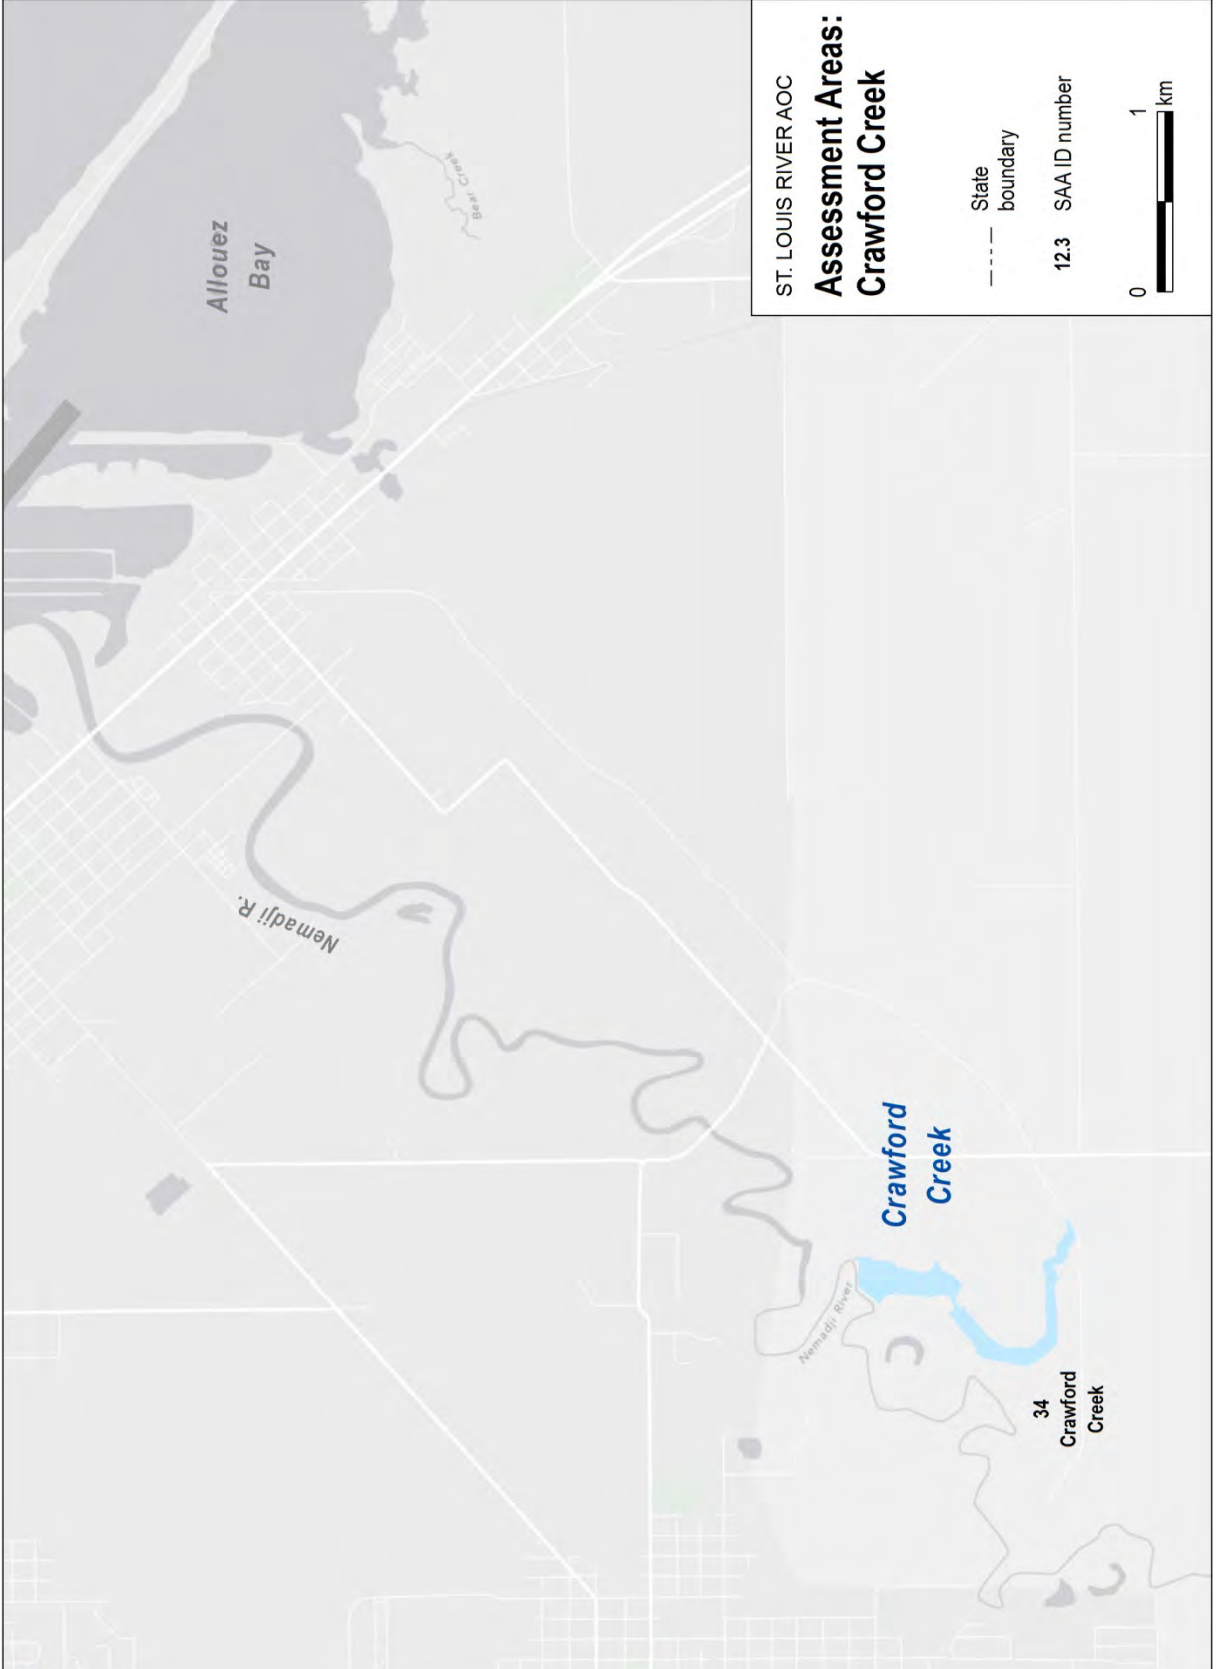 Allouez
Bay
Bear Creek
Nemadji R.
Nemadji River
Crawford
Creek
34
Crawford
Creek
ST. LOUIS RIVER AOC
Assessment Areas:
Crawford Creek
State
boundary
12.3 SAA ID number
0 1
km